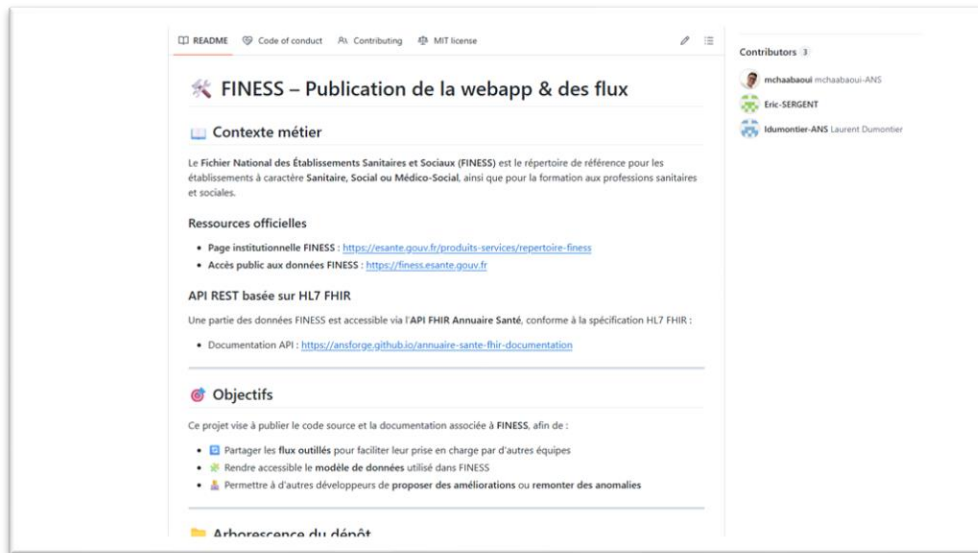 README Code of conduct Contributing MIT license
FINESS – Publication de la webapp & des flux
Contexte métier
Le Fichier National des Établissements Sanitaires et Sociaux (FINESS) est le répertoire de référence pour les
établissements à caractère Sanitaire, Social ou Médico-Social, ainsi que pour la formation aux professions sanitaires
et sociales.
Ressources officielles
• Page institutionnelle FINESS : https://esante.gouv.fr/produits-services/repertoire-finess
• Accès public aux données FINESS : https://finess.esante.gouv.fr
API REST basée sur HL7 FHIR
Une partie des données FINESS est accessible via l'API FHIR Annuaire Santé, conforme à la spécification HL7 FHIR :
• Documentation API : https://ansforge.github.io/annuaire-sante-fhir-documentation
Objectifs
Ce projet vise à publier le code source et la documentation associée à FINESS, afin de :
• Partager les flux outillés pour faciliter leur prise en charge par d'autres équipes
• Rendre accessible le modèle de données utilisé dans FINESS
• Permettre à d'autres développeurs de proposer des améliorations ou remonter des anomalies
Arborescence du dépôt
Contributors 3
mchaabaoui mchaabaoui-ANS
Eric-SERGENT
ldumontier-ANS Laurent Dumontier